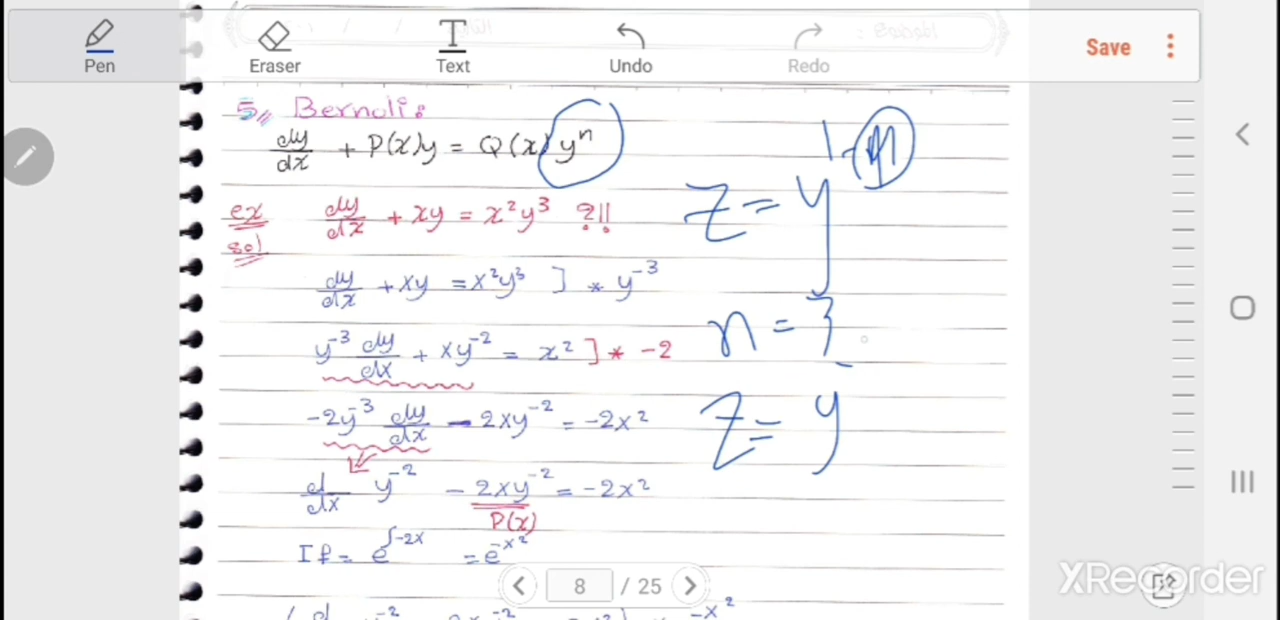 Pen Eraser Text Undo Redo Save
5, Bernoli:
dy/dx + P(x)y = Q(x) y^n
z = y^1-n
ex dy/dx + xy = x²y³ ?!!
sol
dy/dx + xy = x²y³ ] * y^-3
n = 3
y^-3 dy/dx + xy^-2 = x² ] * -2
z = y
-2y^-3 dy/dx - 2xy^-2 = -2x²
d/dx y^-2 - 2xy^-2 = -2x²
P(x)
If = e^∫-2x = e^-x²
8 / 25
XRecorder